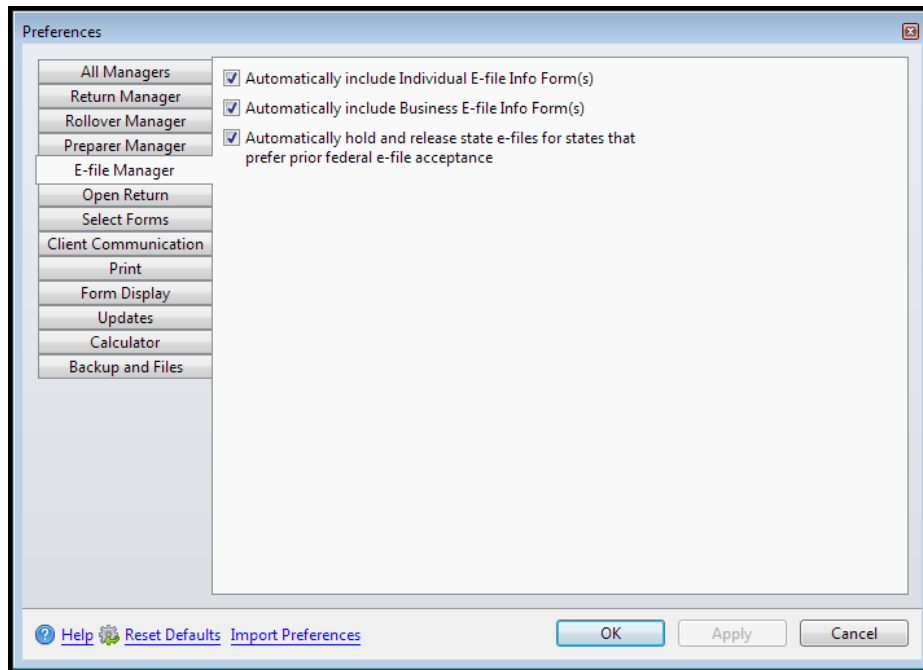 Preferences
All Managers
Return Manager
Rollover Manager
Preparer Manager
E-file Manager
Open Return
Select Forms
Client Communication
Print
Form Display
Updates
Calculator
Backup and Files
Automatically include Individual E-file Info Form(s)
Automatically include Business E-file Info Form(s)
Automatically hold and release state e-files for states that
prefer prior federal e-file acceptance
Help Reset Defaults Import Preferences OK Apply Cancel